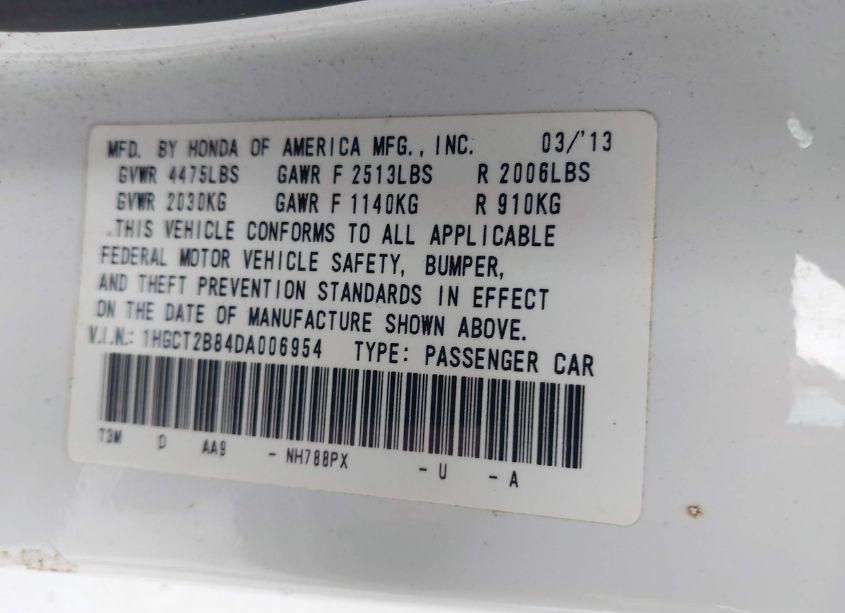 MFD. BY HONDA OF AMERICA MFG., INC. 03/'13
GVWR 4475LBS GAWR F 2513LBS R 2006LBS
GVWR 2030KG GAWR F 1140KG R 910KG
.THIS VEHICLE CONFORMS TO ALL APPLICABLE
FEDERAL MOTOR VEHICLE SAFETY, BUMPER,
AND THEFT PREVENTION STANDARDS IN EFFECT
ON THE DATE OF MANUFACTURE SHOWN ABOVE.
V.I.N.: 1HGCT2B84DA006954 TYPE: PASSENGER CAR
T3M D AA9 - NH788PX - U - A